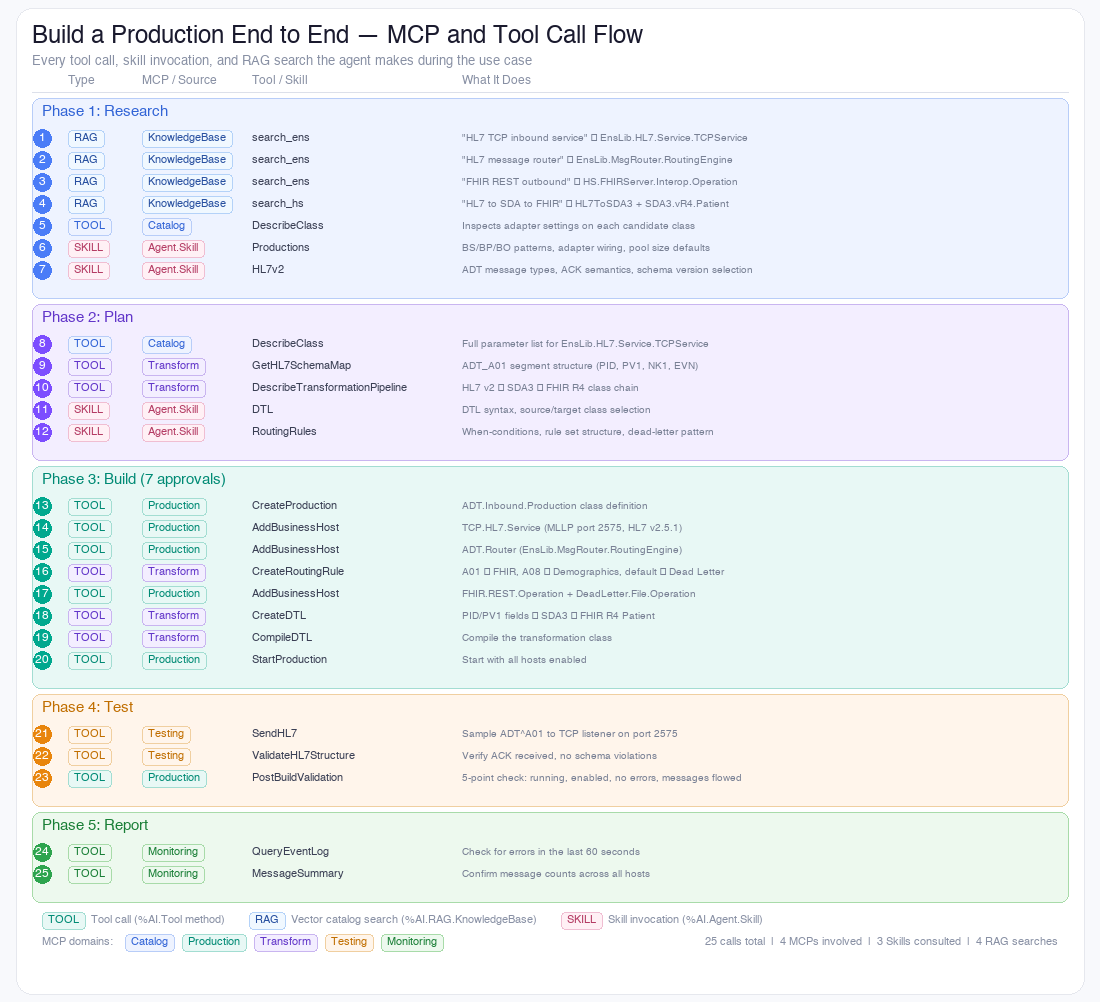 Build a Production End to End — MCP and Tool Call Flow
Every tool call, skill invocation, and RAG search the agent makes during the use case
Type MCP / Source Tool / Skill What It Does
Phase 1: Research
1 RAG KnowledgeBase search_ens "HL7 TCP inbound service" □ EnsLib.HL7.Service.TCPService
2 RAG KnowledgeBase search_ens "HL7 message router" □ EnsLib.MsgRouter.RoutingEngine
3 RAG KnowledgeBase search_ens "FHIR REST outbound" □ HS.FHIRServer.Interop.Operation
4 RAG KnowledgeBase search_hs "HL7 to SDA to FHIR" □ HL7ToSDA3 + SDA3.vR4.Patient
5 TOOL Catalog DescribeClass Inspects adapter settings on each candidate class
6 SKILL Agent.Skill Productions BS/BP/BO patterns, adapter wiring, pool size defaults
7 SKILL Agent.Skill HL7v2 ADT message types, ACK semantics, schema version selection
Phase 2: Plan
8 TOOL Catalog DescribeClass Full parameter list for EnsLib.HL7.Service.TCPService
9 TOOL Transform GetHL7SchemaMap ADT_A01 segment structure (PID, PV1, NK1, EVN)
10 TOOL Transform DescribeTransformationPipeline HL7 v2 □ SDA3 □ FHIR R4 class chain
11 SKILL Agent.Skill DTL DTL syntax, source/target class selection
12 SKILL Agent.Skill RoutingRules When-conditions, rule set structure, dead-letter pattern
Phase 3: Build (7 approvals)
13 TOOL Production CreateProduction ADT.Inbound.Production class definition
14 TOOL Production AddBusinessHost TCP.HL7.Service (MLLP port 2575, HL7 v2.5.1)
15 TOOL Production AddBusinessHost ADT.Router (EnsLib.MsgRouter.RoutingEngine)
16 TOOL Transform CreateRoutingRule A01 □ FHIR, A08 □ Demographics, default □ Dead Letter
17 TOOL Production AddBusinessHost FHIR.REST.Operation + DeadLetter.File.Operation
18 TOOL Transform CreateDTL PID/PV1 fields □ SDA3 □ FHIR R4 Patient
19 TOOL Transform CompileDTL Compile the transformation class
20 TOOL Production StartProduction Start with all hosts enabled
Phase 4: Test
21 TOOL Testing SendHL7 Sample ADT^A01 to TCP listener on port 2575
22 TOOL Testing ValidateHL7Structure Verify ACK received, no schema violations
23 TOOL Production PostBuildValidation 5-point check: running, enabled, no errors, messages flowed
Phase 5: Report
24 TOOL Monitoring QueryEventLog Check for errors in the last 60 seconds
25 TOOL Monitoring MessageSummary Confirm message counts across all hosts
TOOL Tool call (%AI.Tool method) RAG Vector catalog search (%AI.RAG.KnowledgeBase) SKILL Skill invocation (%AI.Agent.Skill)
MCP domains: Catalog Production Transform Testing Monitoring 25 calls total | 4 MCPs involved | 3 Skills consulted | 4 RAG searches